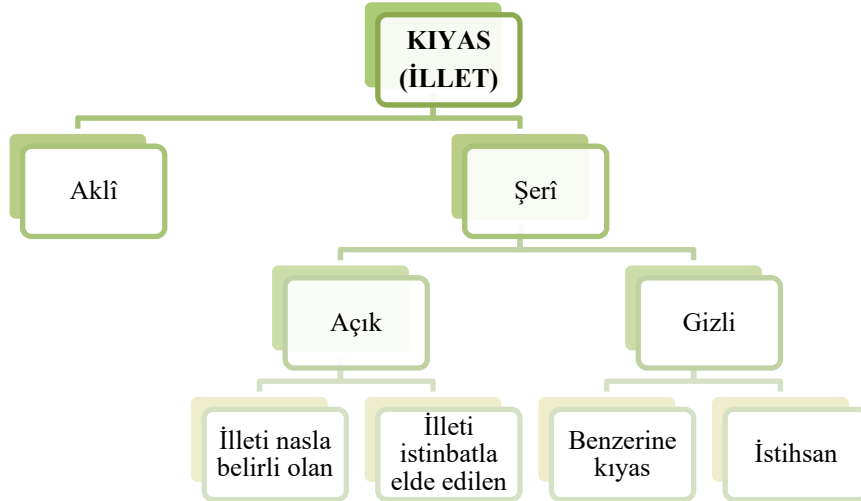 KIYAS
(İLLET)
Aklî
Şerî
Açık
Gizli
İlleti nasla
belirli olan
İlleti
istinbatla
elde edilen
Benzerine
kıyas
İstihsan